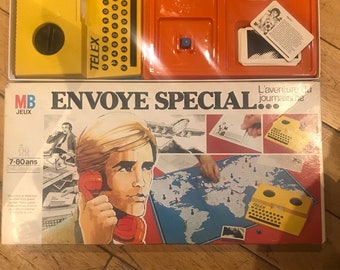 TELEX
MB
JEUX
ENVOYE SPECIAL...
L'aventure du
journalisme
7-80 ans